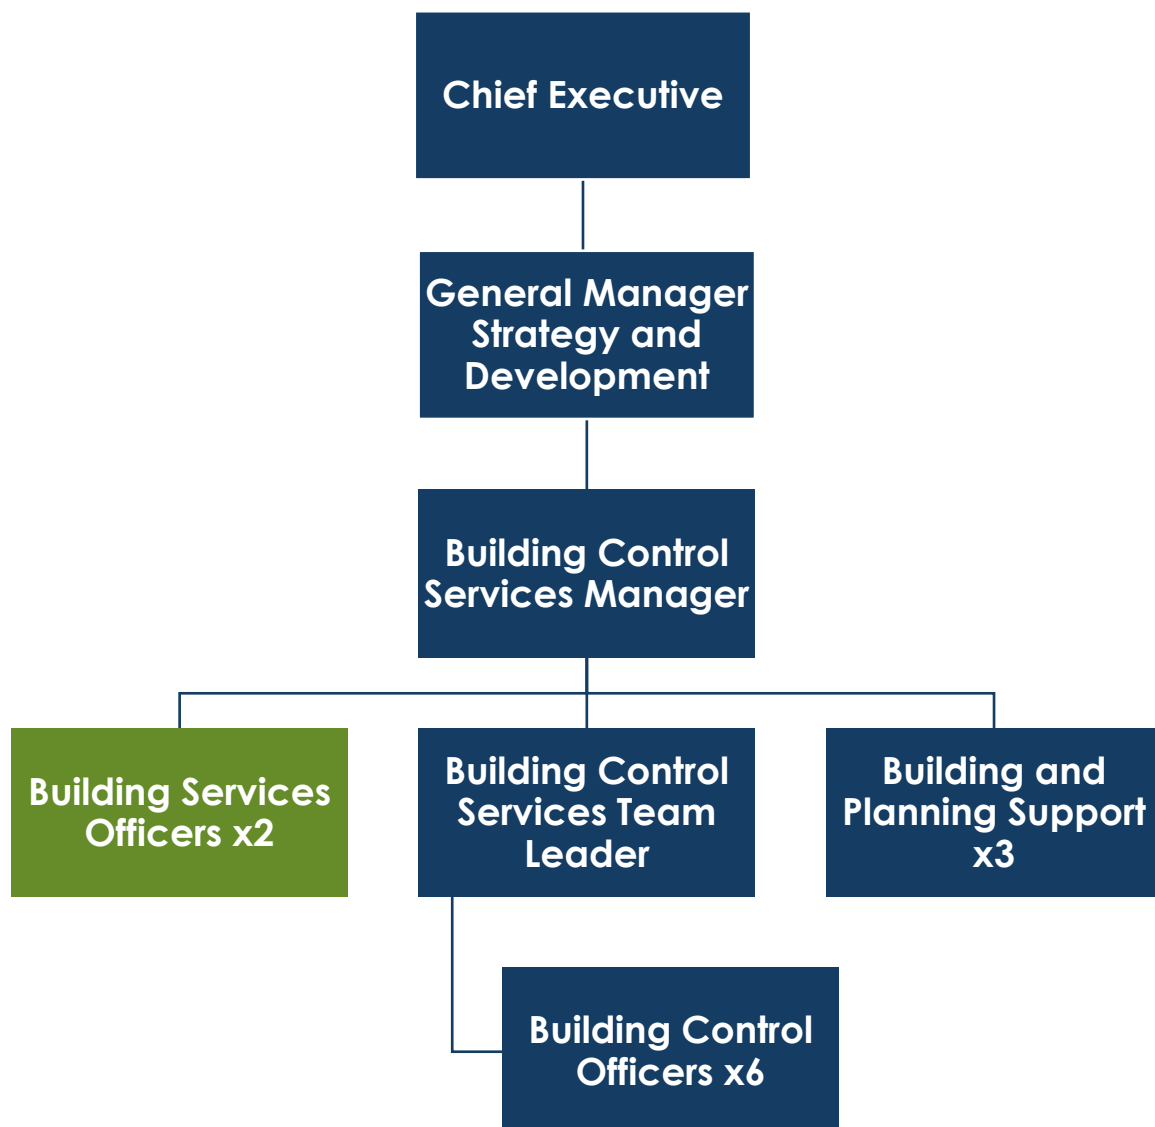 Chief Executive
General Manager
Strategy and
Development
Building Control
Services Manager
Building Services
Officers x2
Building Control
Services Team
Leader
Building and
Planning Support
x3
Building Control
Officers x6